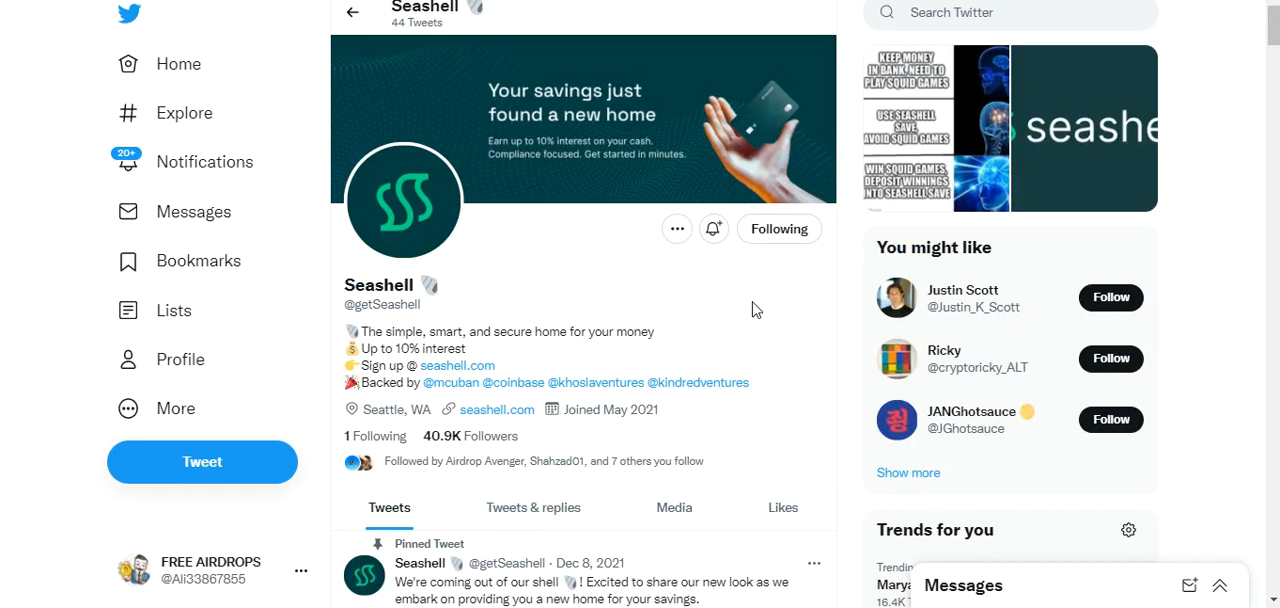 Seashell
44 Tweets
Search Twitter
Home
Explore
20+
Notifications
Messages
Bookmarks
Lists
Profile
More
Tweet
FREE AIRDROPS
@Ali33867855
Your savings just
found a new home
Earn up to 10% interest on your cash.
Compliance focused. Get started in minutes.
Following
Seashell
@getSeashell
The simple, smart, and secure home for your money
Up to 10% interest
Sign up @ seashell.com
Backed by @mcuban @coinbase @khoslaventures @kindredventures
Seattle, WA seashell.com Joined May 2021
1 Following 40.9K Followers
Followed by Airdrop Avenger, Shahzad01, and 7 others you follow
Tweets Tweets & replies Media Likes
Pinned Tweet
Seashell @getSeashell · Dec 8, 2021
We're coming out of our shell ! Excited to share our new look as we
embark on providing you a new home for your savings.
KEEP MONEY
IN BANK, NEED TO
PLAY SQUID GAMES
USE SEASHELL
SAVE,
AVOID SQUID GAMES
WIN SQUID GAMES,
DEPOSIT WINNINGS
INTO SEASHELL SAVE
seashe
You might like
Justin Scott
@Justin_K_Scott
Follow
Ricky
@cryptoricky_ALT
Follow
JANGhotsauce
@JGhotsauce
Follow
Show more
Trends for you
Trendin
Marya
16.4K T
Messages